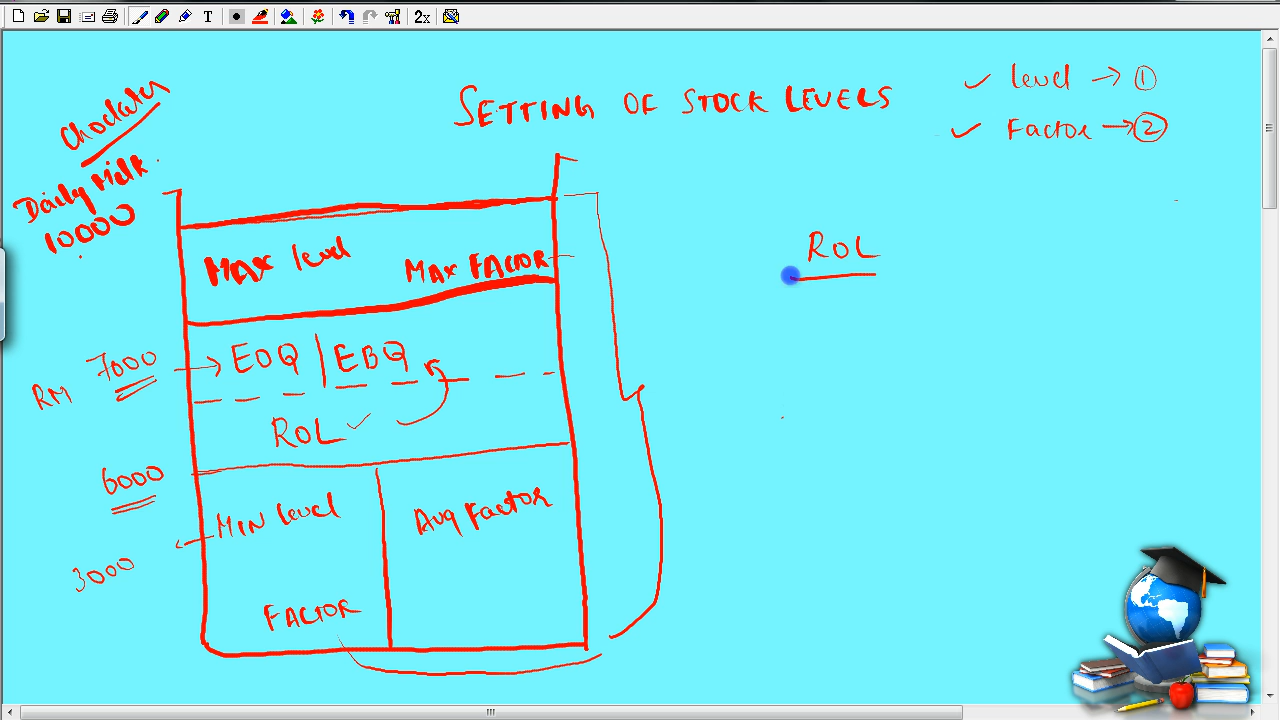 T
2x
SETTING OF STOCK LEVELS
level → ①
Factor → ②
Choclates
Daily Milk
10000
ROL
MAX level
MAX FACTOR
RM 7000 → EOQ | EBQ
ROL
6000
MIN level
Avg Factor
3000
FACTOR